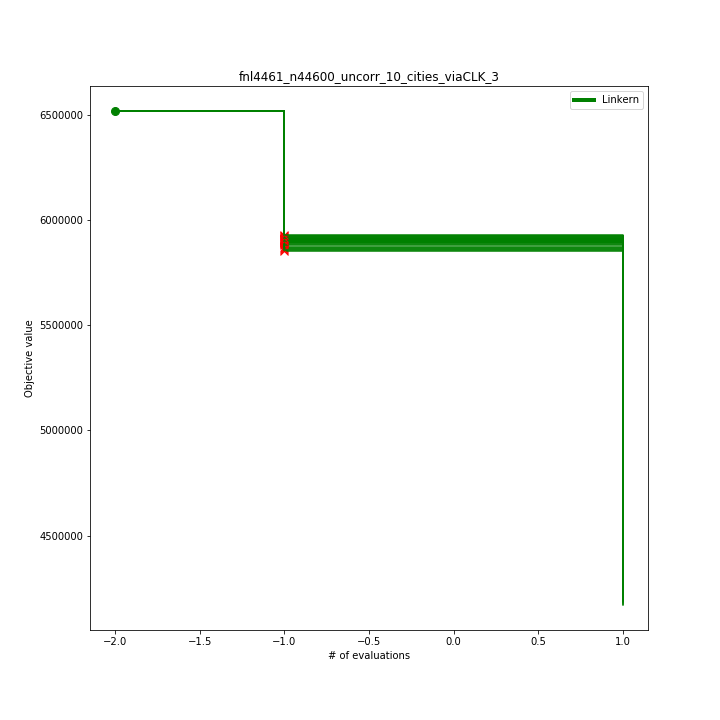 fnl4461_n44600_uncorr_10_cities_viaCLK_3
Linkern
6500000
6000000
5500000
5000000
4500000
Objective value
−2.0 −1.5 −1.0 −0.5 0.0 0.5 1.0
# of evaluations